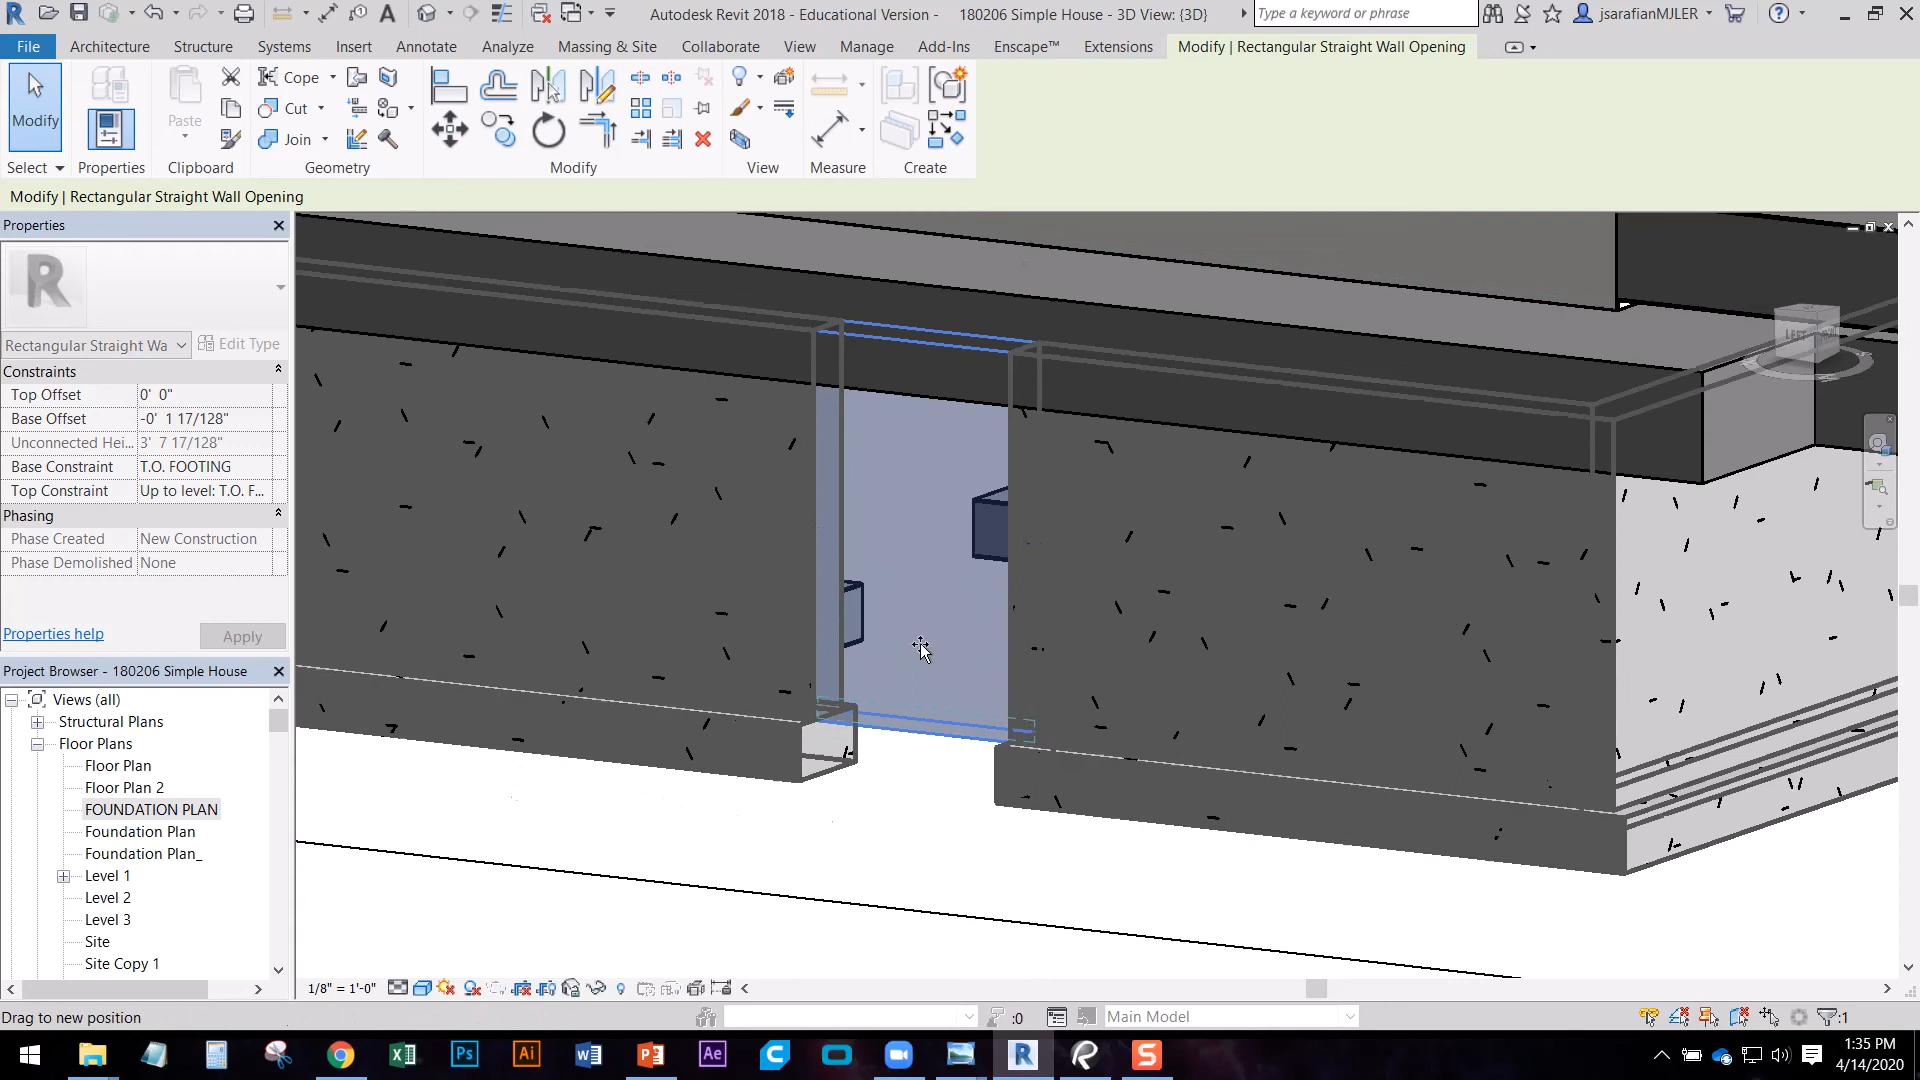 Autodesk Revit 2018 - Educational Version - 180206 Simple House - 3D View: {3D}
Type a keyword or phrase
jsarafianMJLER
File Architecture Structure Systems Insert Annotate Analyze Massing & Site Collaborate View Manage Add-Ins Enscape™ Extensions Modify | Rectangular Straight Wall Opening
Modify
Paste
Cope
Cut
Join
Select Properties Clipboard Geometry Modify View Measure Create
Modify | Rectangular Straight Wall Opening
Properties
Rectangular Straight Wa
Edit Type
Constraints
Top Offset 0' 0"
Base Offset -0' 1 17/128"
Unconnected Hei... 3' 7 17/128"
Base Constraint T.O. FOOTING
Top Constraint Up to level: T.O. F...
Phasing
Phase Created New Construction
Phase Demolished None
Properties help
Apply
Project Browser - 180206 Simple House
Views (all)
Structural Plans
Floor Plans
Floor Plan
Floor Plan 2
FOUNDATION PLAN
Foundation Plan
Foundation Plan_
Level 1
Level 2
Level 3
Site
Site Copy 1
LEFT
1/8" = 1'-0"
Drag to new position
:0
Main Model
:1
Ps
Ai
Ae
R
S
1:35 PM
4/14/2020